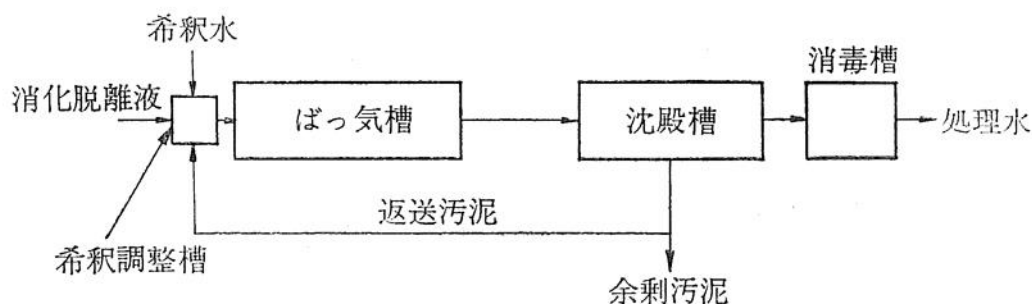 希釈水
消毒槽
消化脱離液
ばっ気槽
沈殿槽
処理水
返送汚泥
希釈調整槽
余剰汚泥